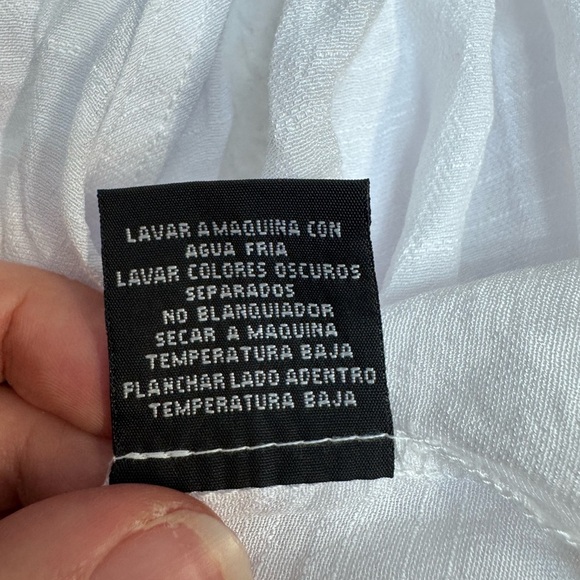 LAVAR A MAQUINA CON
AGUA FRIA
LAVAR COLORES OSCUROS
SEPARADOS
NO BLANQUIADOR
SECAR A MAQUINA
TEMPERATURA BAJA
PLANCHAR LADO ADENTRO
TEMPERATURA BAJA